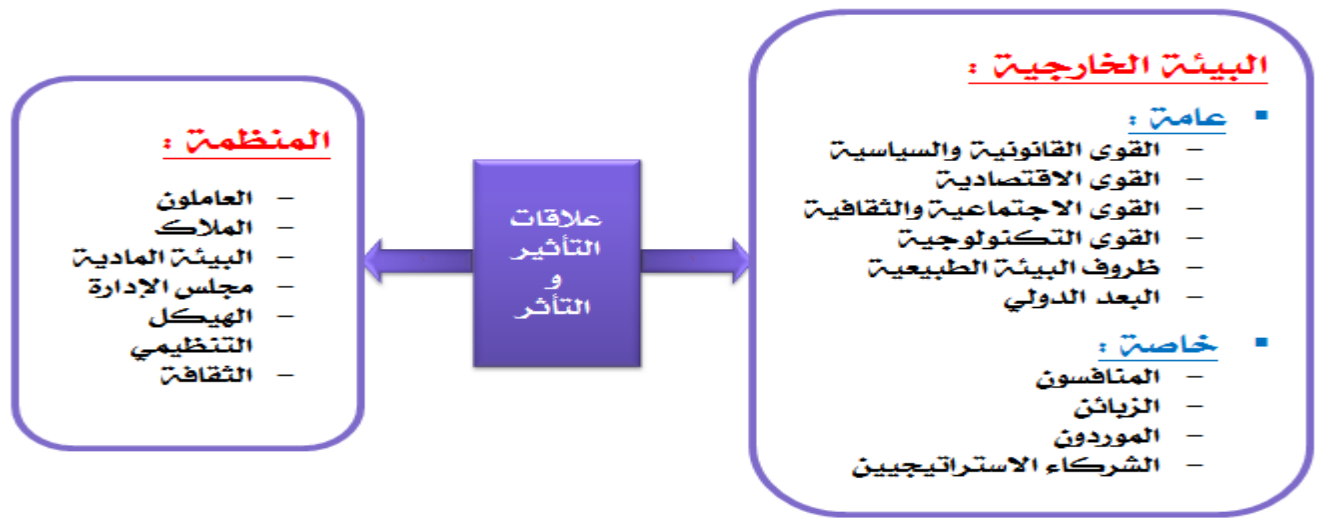 البيئة الخارجية :
▪ عامة :
– القوى القانونية والسياسية
– القوى الاقتصادية
– القوى الاجتماعية والثقافية
– القوى التكنولوجية
– ظروف البيئة الطبيعية
– البعد الدولي
▪ خاصة :
– المنافسون
– الزبائن
– الموردون
– الشركاء الاستراتيجيين
علاقات
التأثير
و
التأثر
المنظمة :
– العاملون
– الملاك
– البيئة المادية
– مجلس الإدارة
– الهيكل
التنظيمي
– الثقافة